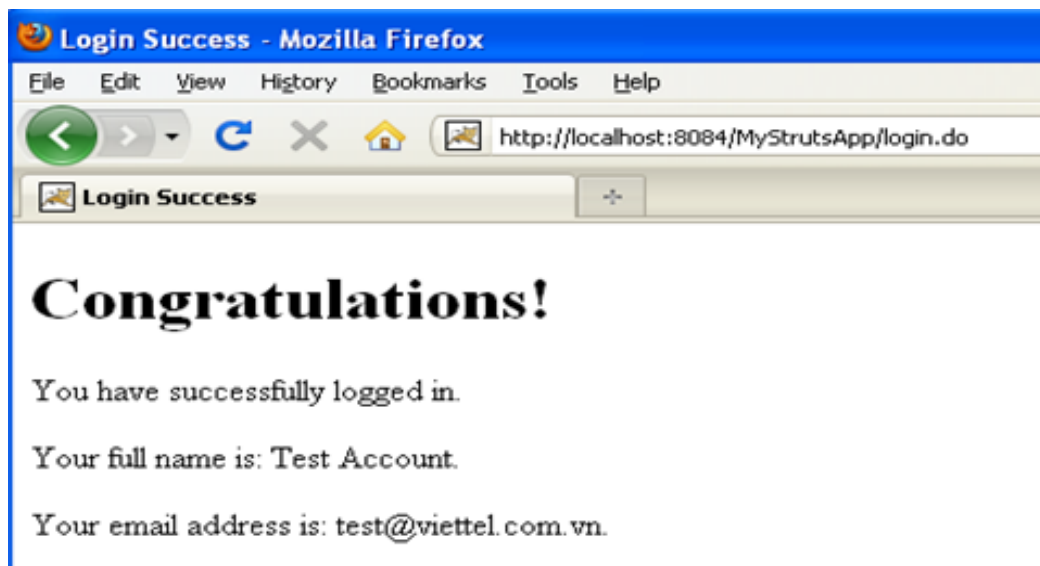 Login Success - Mozilla Firefox
File Edit View History Bookmarks Tools Help
http://localhost:8084/MyStrutsApp/login.do
Login Success
Congratulations!
You have successfully logged in.
Your full name is: Test Account.
Your email address is: test@viettel.com.vn.